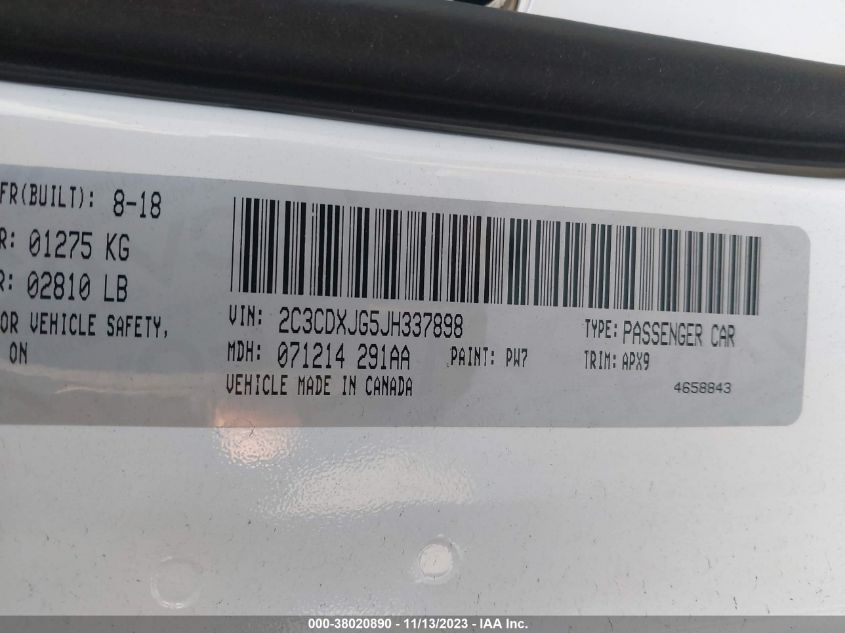 FR(BUILT): 8-18
R: 01275 KG
R: 02810 LB
OR VEHICLE SAFETY,
ON
VIN: 2C3CDXJG5JH337898
TYPE: PASSENGER CAR
MDH: 071214 291AA
PAINT: PW7
TRIM: APX9
VEHICLE MADE IN CANADA
4658843
000-38020890 - 11/13/2023 - IAA Inc.